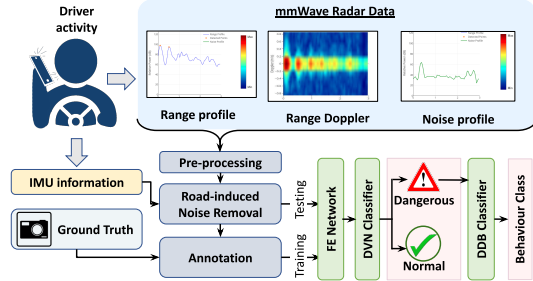 Driver
activity
mmWave Radar Data
Range profile
Range Doppler
Noise profile
Pre-processing
IMU information
Road-induced
Noise Removal
Testing
Ground Truth
Annotation
Training
FE Network
DVN Classifier
Dangerous
Normal
DDB Classifier
Behaviour Class